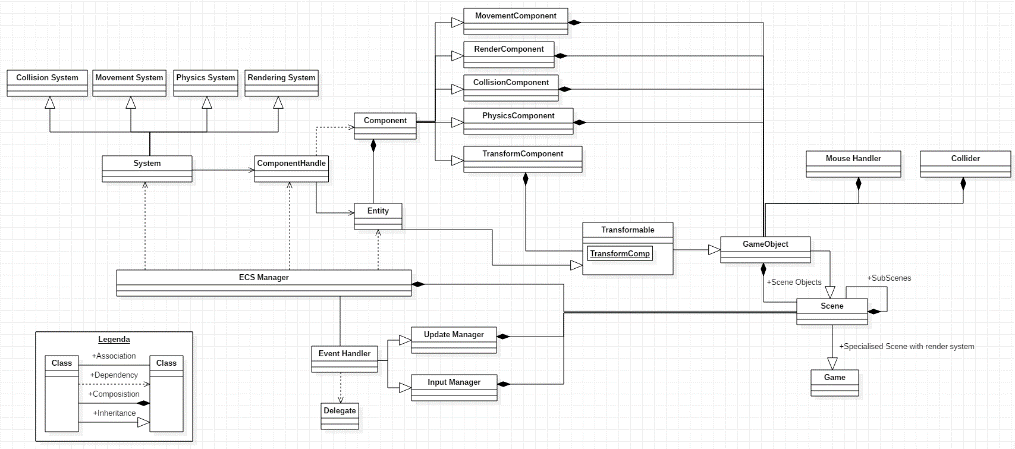 MovementComponent
RenderComponent
CollisionComponent
PhysicsComponent
TransformComponent
Collision System
Movement System
Physics System
Rendering System
Component
System
ComponentHandle
Entity
Mouse Handler
Collider
Transformable
TransformComp
GameObject
ECS Manager
+Scene Objects
+SubScenes
Scene
+Specialised Scene with render system
Game
Update Manager
Event Handler
Input Manager
Delegate
Legenda
Class
+Association
Class
+Dependency
+Composistion
+Inheritance